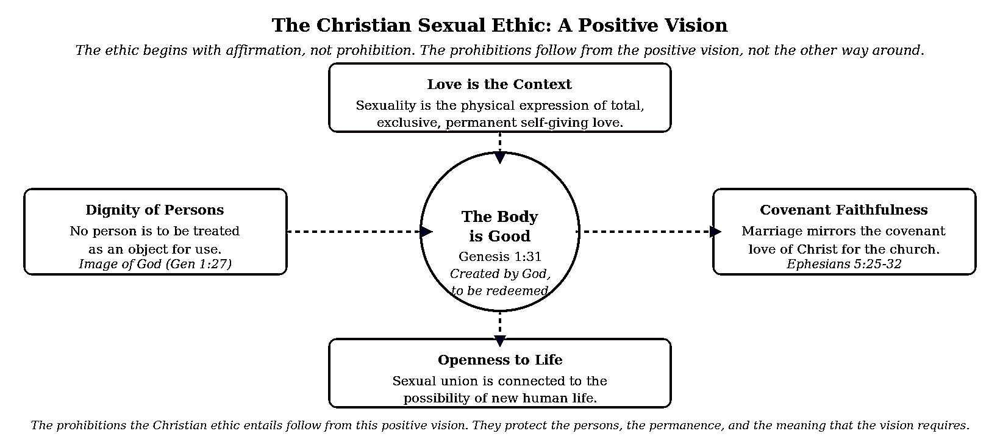 The Christian Sexual Ethic: A Positive Vision
The ethic begins with affirmation, not prohibition. The prohibitions follow from the positive vision, not the other way around.
Love is the Context
Sexuality is the physical expression of total,
exclusive, permanent self-giving love.
Dignity of Persons
No person is to be treated
as an object for use.
Image of God (Gen 1:27)
The Body
is Good
Genesis 1:31
Created by God,
to be redeemed
Covenant Faithfulness
Marriage mirrors the covenant
love of Christ for the church.
Ephesians 5:25-32
Openness to Life
Sexual union is connected to the
possibility of new human life.
The prohibitions the Christian ethic entails follow from this positive vision. They protect the persons, the permanence, and the meaning that the vision requires.